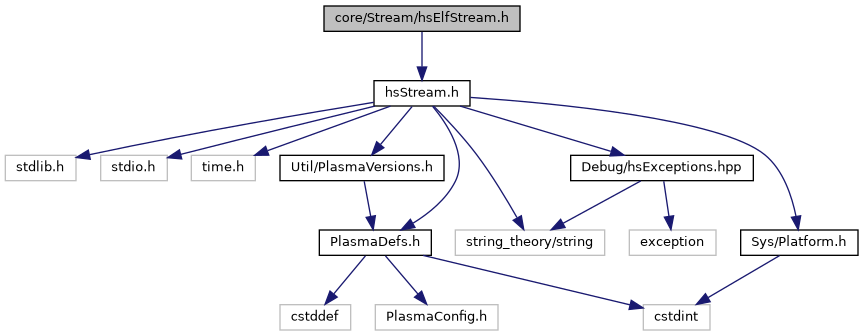 core/Stream/hsElfStream.h
hsStream.h
stdlib.h
stdio.h
time.h
Util/PlasmaVersions.h
Debug/hsExceptions.hpp
PlasmaDefs.h
string_theory/string
exception
Sys/Platform.h
cstddef
PlasmaConfig.h
cstdint